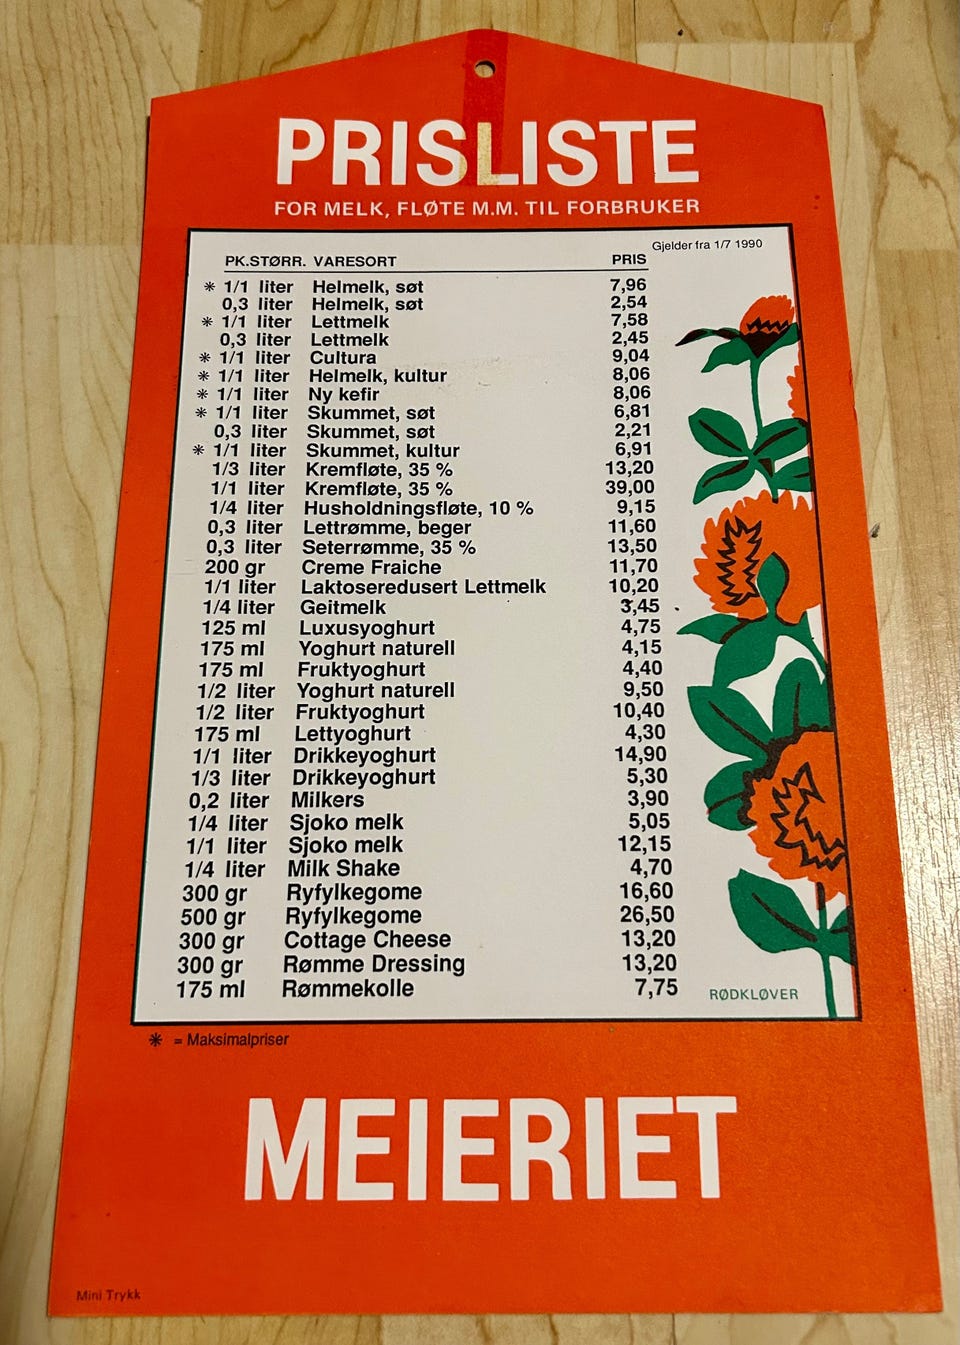 PRISLISTE
FOR MELK, FLØTE M.M. TIL FORBRUKER
Gjelder fra 1/7 1990
PK.STØRR. VARESORT PRIS
* 1/1 liter Helmelk, søt 7,96
0,3 liter Helmelk, søt 2,54
* 1/1 liter Lettmelk 7,58
0,3 liter Lettmelk 2,45
* 1/1 liter Cultura 9,04
* 1/1 liter Helmelk, kultur 8,06
* 1/1 liter Ny kefir 8,06
* 1/1 liter Skummet, søt 6,81
0,3 liter Skummet, søt 2,21
* 1/1 liter Skummet, kultur 6,91
1/3 liter Kremfløte, 35 % 13,20
1/1 liter Kremfløte, 35 % 39,00
1/4 liter Husholdningsfløte, 10 % 9,15
0,3 liter Lettrømme, beger 11,60
0,3 liter Seterrømme, 35 % 13,50
200 gr Creme Fraiche 11,70
1/1 liter Laktoseredusert Lettmelk 10,20
1/4 liter Geitmelk 3,45
125 ml Luxusyoghurt 4,75
175 ml Yoghurt naturell 4,15
175 ml Fruktyoghurt 4,40
1/2 liter Yoghurt naturell 9,50
1/2 liter Fruktyoghurt 10,40
175 ml Lettyoghurt 4,30
1/1 liter Drikkeyoghurt 14,90
1/3 liter Drikkeyoghurt 5,30
0,2 liter Milkers 3,90
1/4 liter Sjoko melk 5,05
1/1 liter Sjoko melk 12,15
1/4 liter Milk Shake 4,70
300 gr Ryfylkegome 16,60
500 gr Ryfylkegome 26,50
300 gr Cottage Cheese 13,20
300 gr Rømme Dressing 13,20
175 ml Rømmekolle 7,75
RØDKLØVER
* = Maksimalpriser
MEIERIET
Mini Trykk